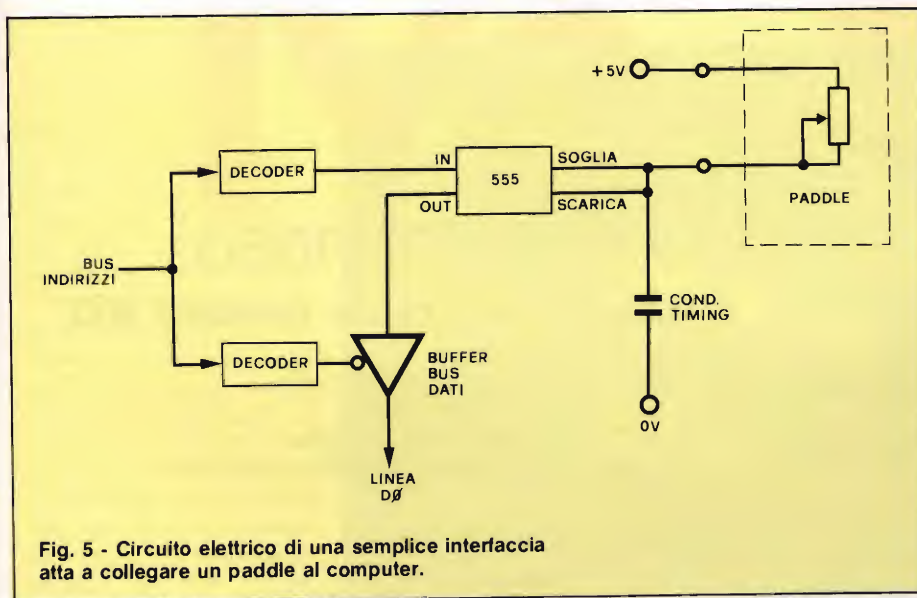 +5V
DECODER
IN
555
SOGLIA
OUT
SCARICA
PADDLE
BUS
INDIRIZZI
COND.
TIMING
DECODER
BUFFER
BUS
DATI
0V
LINEA
DØ
Fig. 5 - Circuito elettrico di una semplice interfaccia
atta a collegare un paddle al computer.